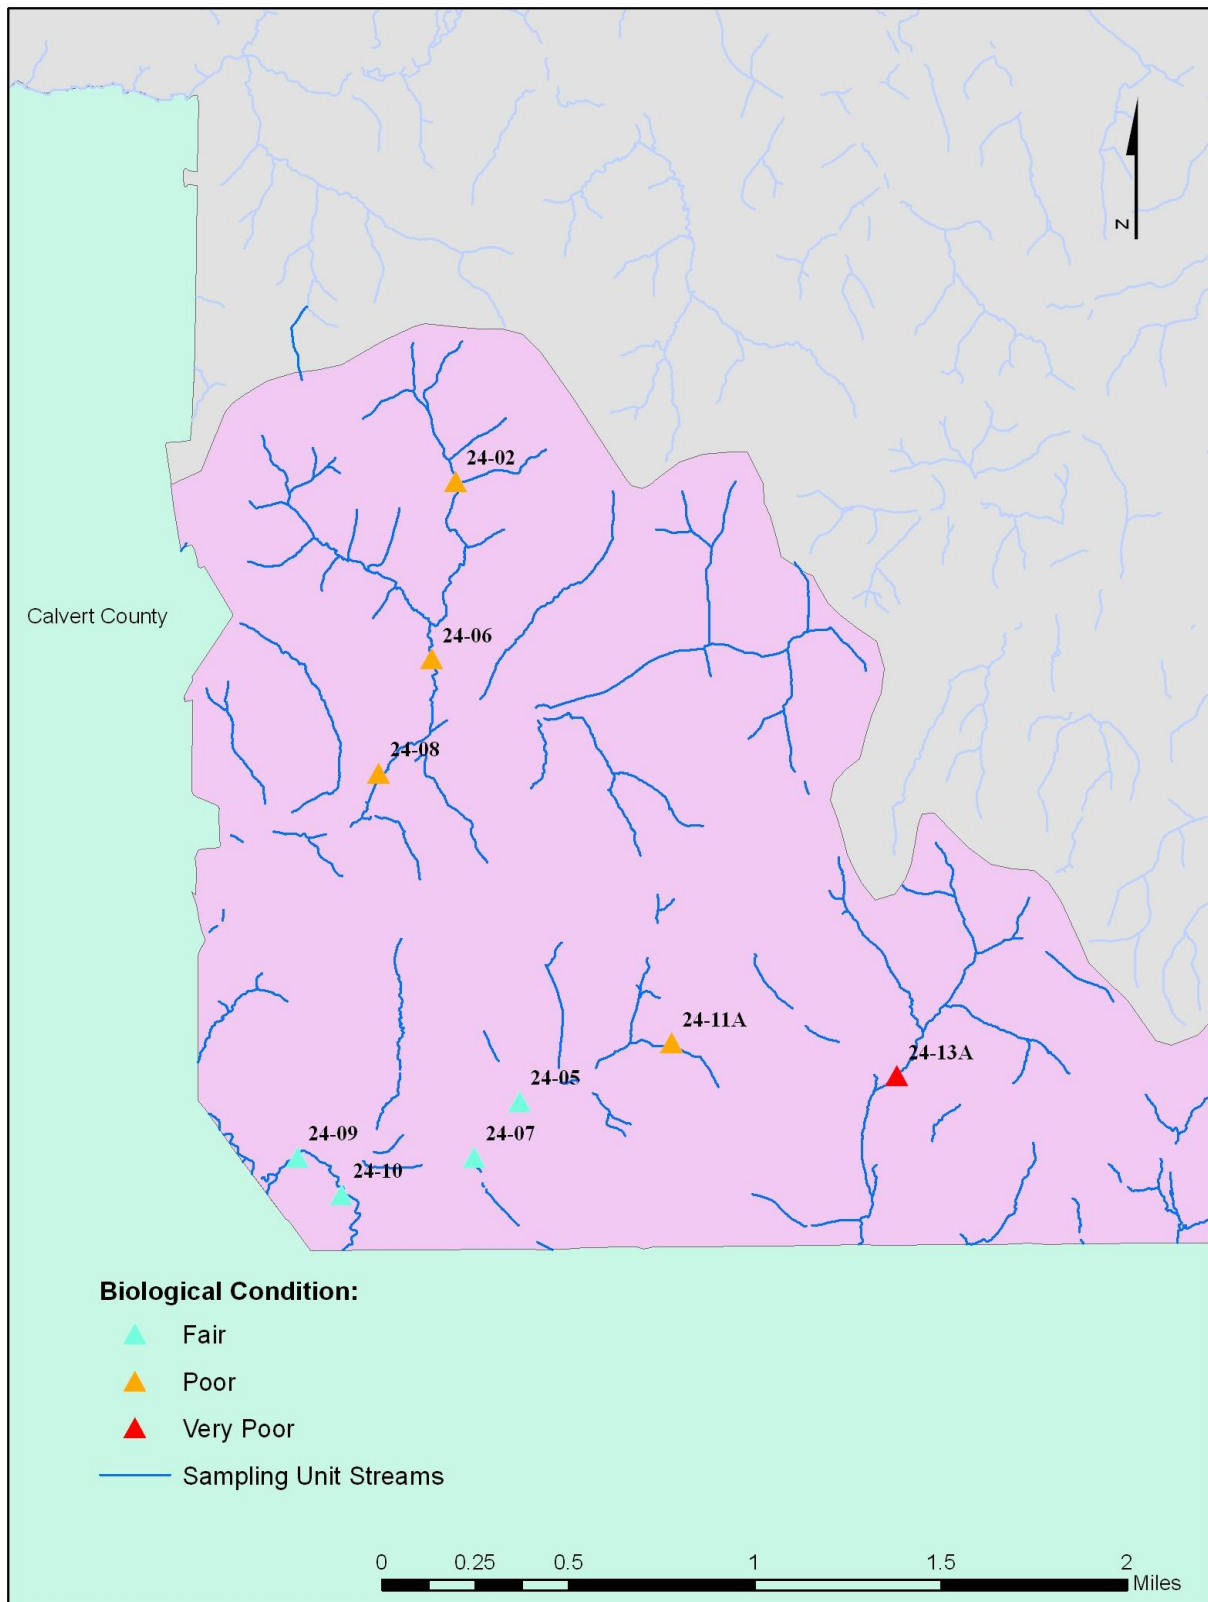 Z
24-02
Calvert County
24-06
24-08
24-11A
24-13A
24-05
24-09
24-07
24-10
Biological Condition:
Fair
Poor
Very Poor
Sampling Unit Streams
0 0.25 0.5 1 1.5 2
Miles